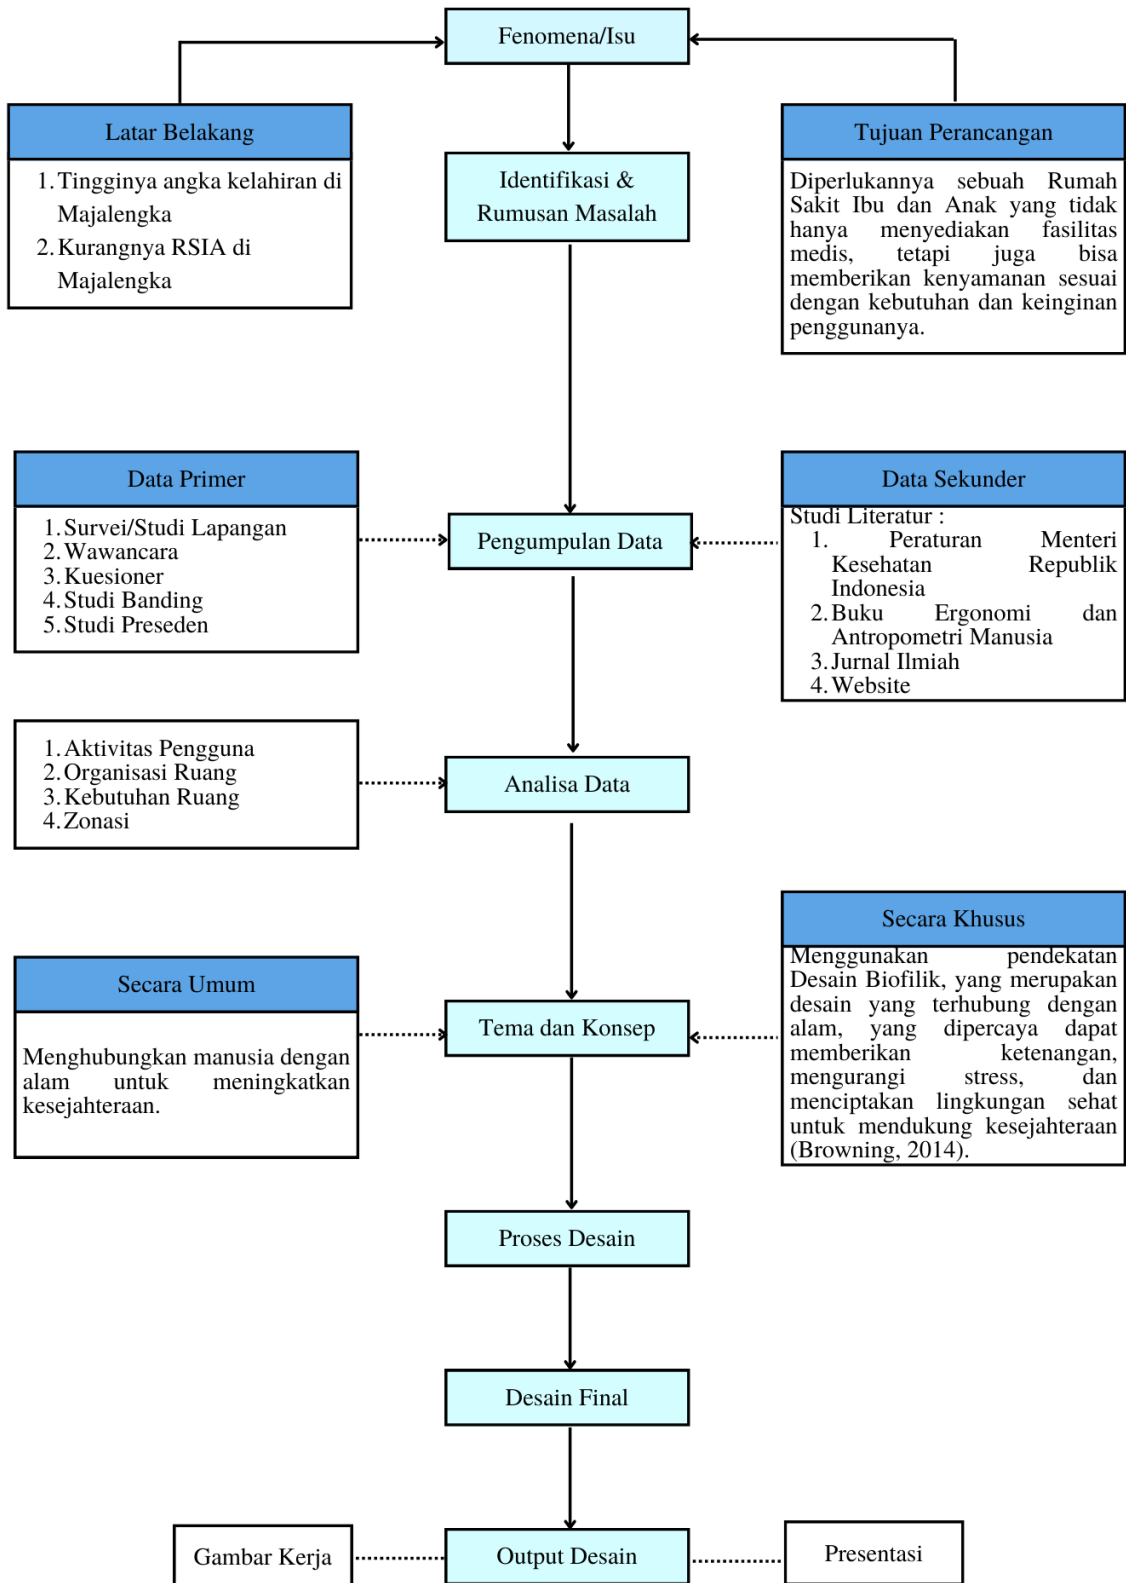 Fenomena/Isu
Latar Belakang
1. Tingginya angka kelahiran di
Majalengka
2. Kurangnya RSIA di
Majalengka
Identifikasi &
Rumusan Masalah
Tujuan Perancangan
Diperlukannya sebuah Rumah
Sakit Ibu dan Anak yang tidak
hanya menyediakan fasilitas
medis, tetapi juga bisa
memberikan kenyamanan sesuai
dengan kebutuhan dan keinginan
penggunanya.
Data Primer
1. Survei/Studi Lapangan
2. Wawancara
3. Kuesioner
4. Studi Banding
5. Studi Preseden
Pengumpulan Data
Data Sekunder
Studi Literatur :
1. Peraturan Menteri
Kesehatan Republik
Indonesia
2. Buku Ergonomi dan
Antropometri Manusia
3. Jurnal Ilmiah
4. Website
1. Aktivitas Pengguna
2. Organisasi Ruang
3. Kebutuhan Ruang
4. Zonasi
Analisa Data
Secara Umum
Menghubungkan manusia dengan
alam untuk meningkatkan
kesejahteraan.
Tema dan Konsep
Secara Khusus
Menggunakan pendekatan
Desain Biofilik, yang merupakan
desain yang terhubung dengan
alam, yang dipercaya dapat
memberikan ketenangan,
mengurangi stress, dan
menciptakan lingkungan sehat
untuk mendukung kesejahteraan
(Browning, 2014).
Proses Desain
Desain Final
Gambar Kerja
Output Desain
Presentasi